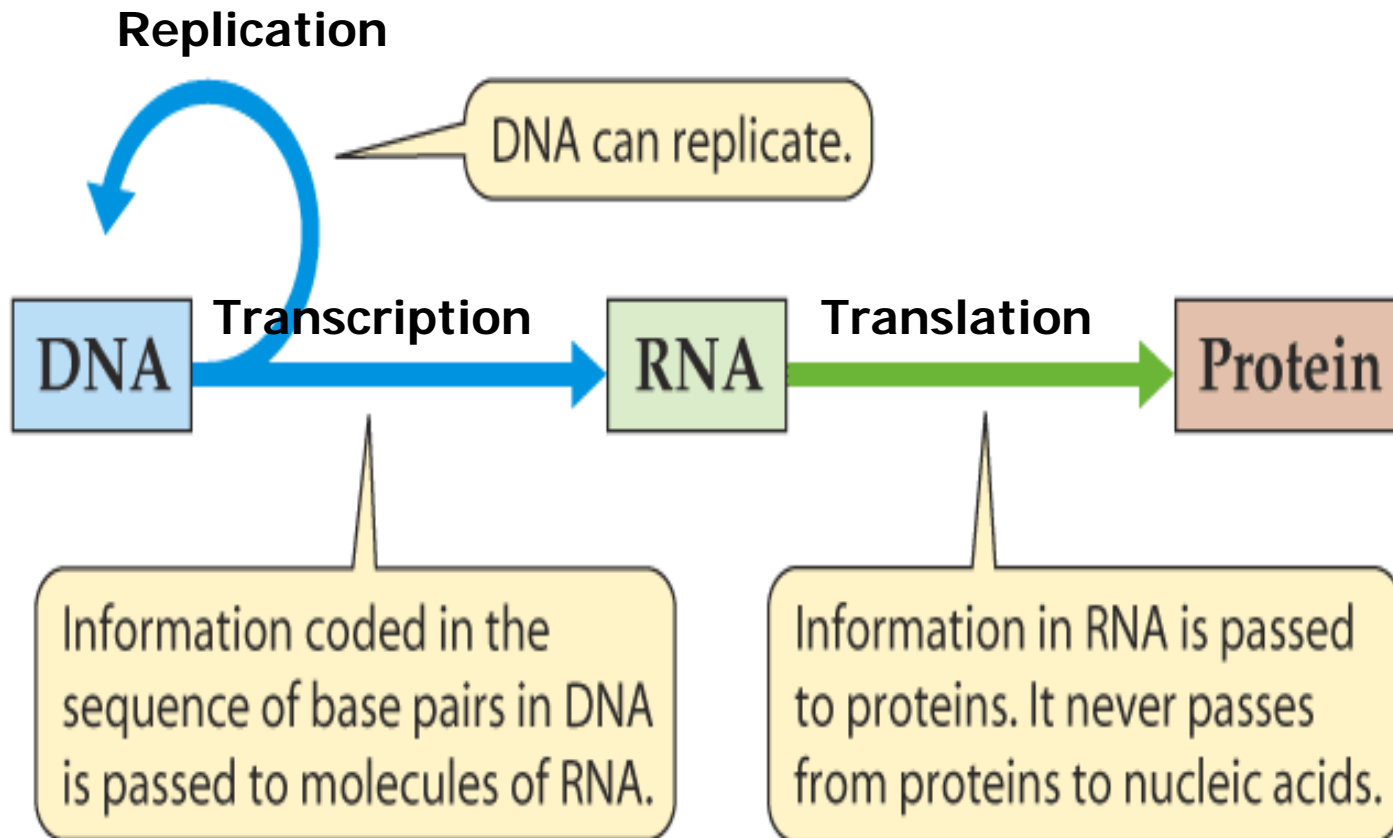 Replication
DNA can replicate.
DNA
Transcription
RNA
Translation
Protein
Information coded in the
sequence of base pairs in DNA
is passed to molecules of RNA.
Information in RNA is passed
to proteins. It never passes
from proteins to nucleic acids.